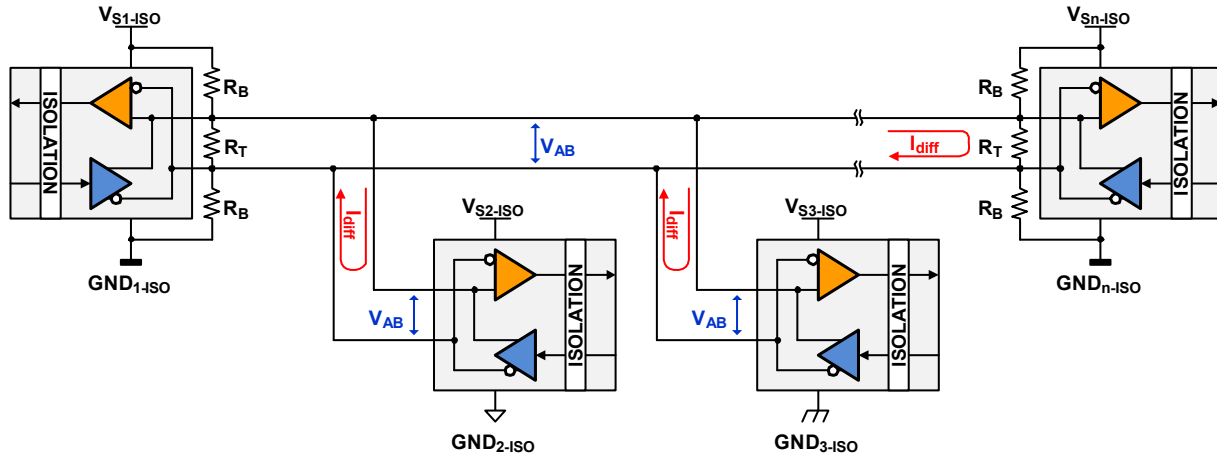 VS1-ISO
VSn-ISO
RB
RB
ISOLATION
ISOLATION
RT
VAB
Idiff
RT
RB
RB
VS2-ISO
VS3-ISO
Idiff
Idiff
GND1-ISO
GNDn-ISO
VAB
ISOLATION
VAB
ISOLATION
GND2-ISO
GND3-ISO